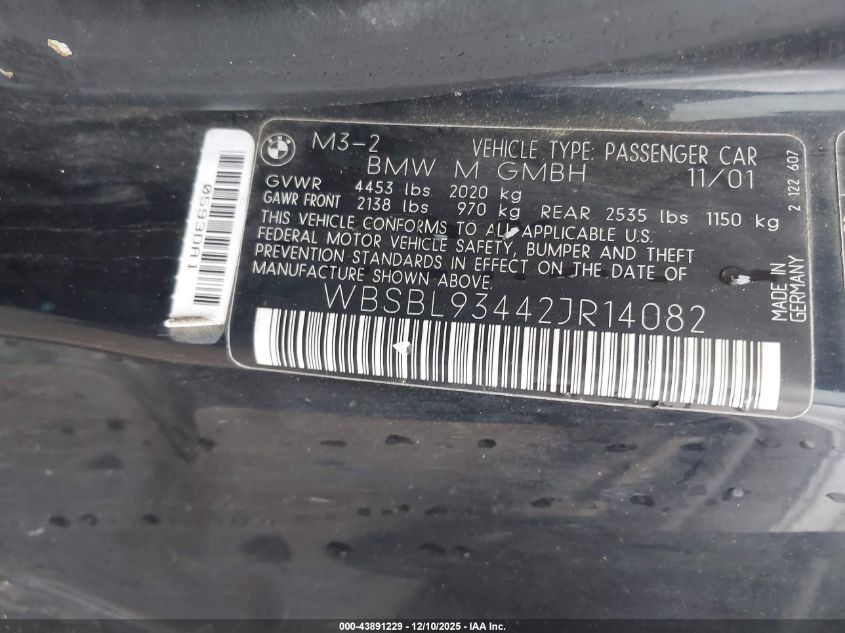 M3-2 VEHICLE TYPE: PASSENGER CAR
BMW M GMBH 11/01
GVWR 4453 lbs 2020 kg
GAWR FRONT 2138 lbs 970 kg REAR 2535 lbs 1150 kg
THIS VEHICLE CONFORMS TO ALL APPLICABLE U.S.
FEDERAL MOTOR VEHICLE SAFETY, BUMPER AND THEFT
PREVENTION STANDARDS IN EFFECT ON THE DATE OF
MANUFACTURE SHOWN ABOVE.
WBSBL93442JR14082
MADE IN
GERMANY
2 122 607
0593DA1
000-43891229 - 12/10/2025 - IAA Inc.